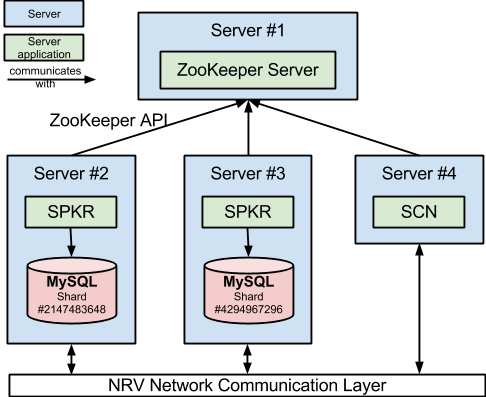 Server
Server
application
communicates
with
Server #1
ZooKeeper Server
ZooKeeper API
Server #2
SPKR
MySQL
Shard
#2147483648
Server #3
SPKR
MySQL
Shard
#4294967296
Server #4
SCN
NRV Network Communication Layer